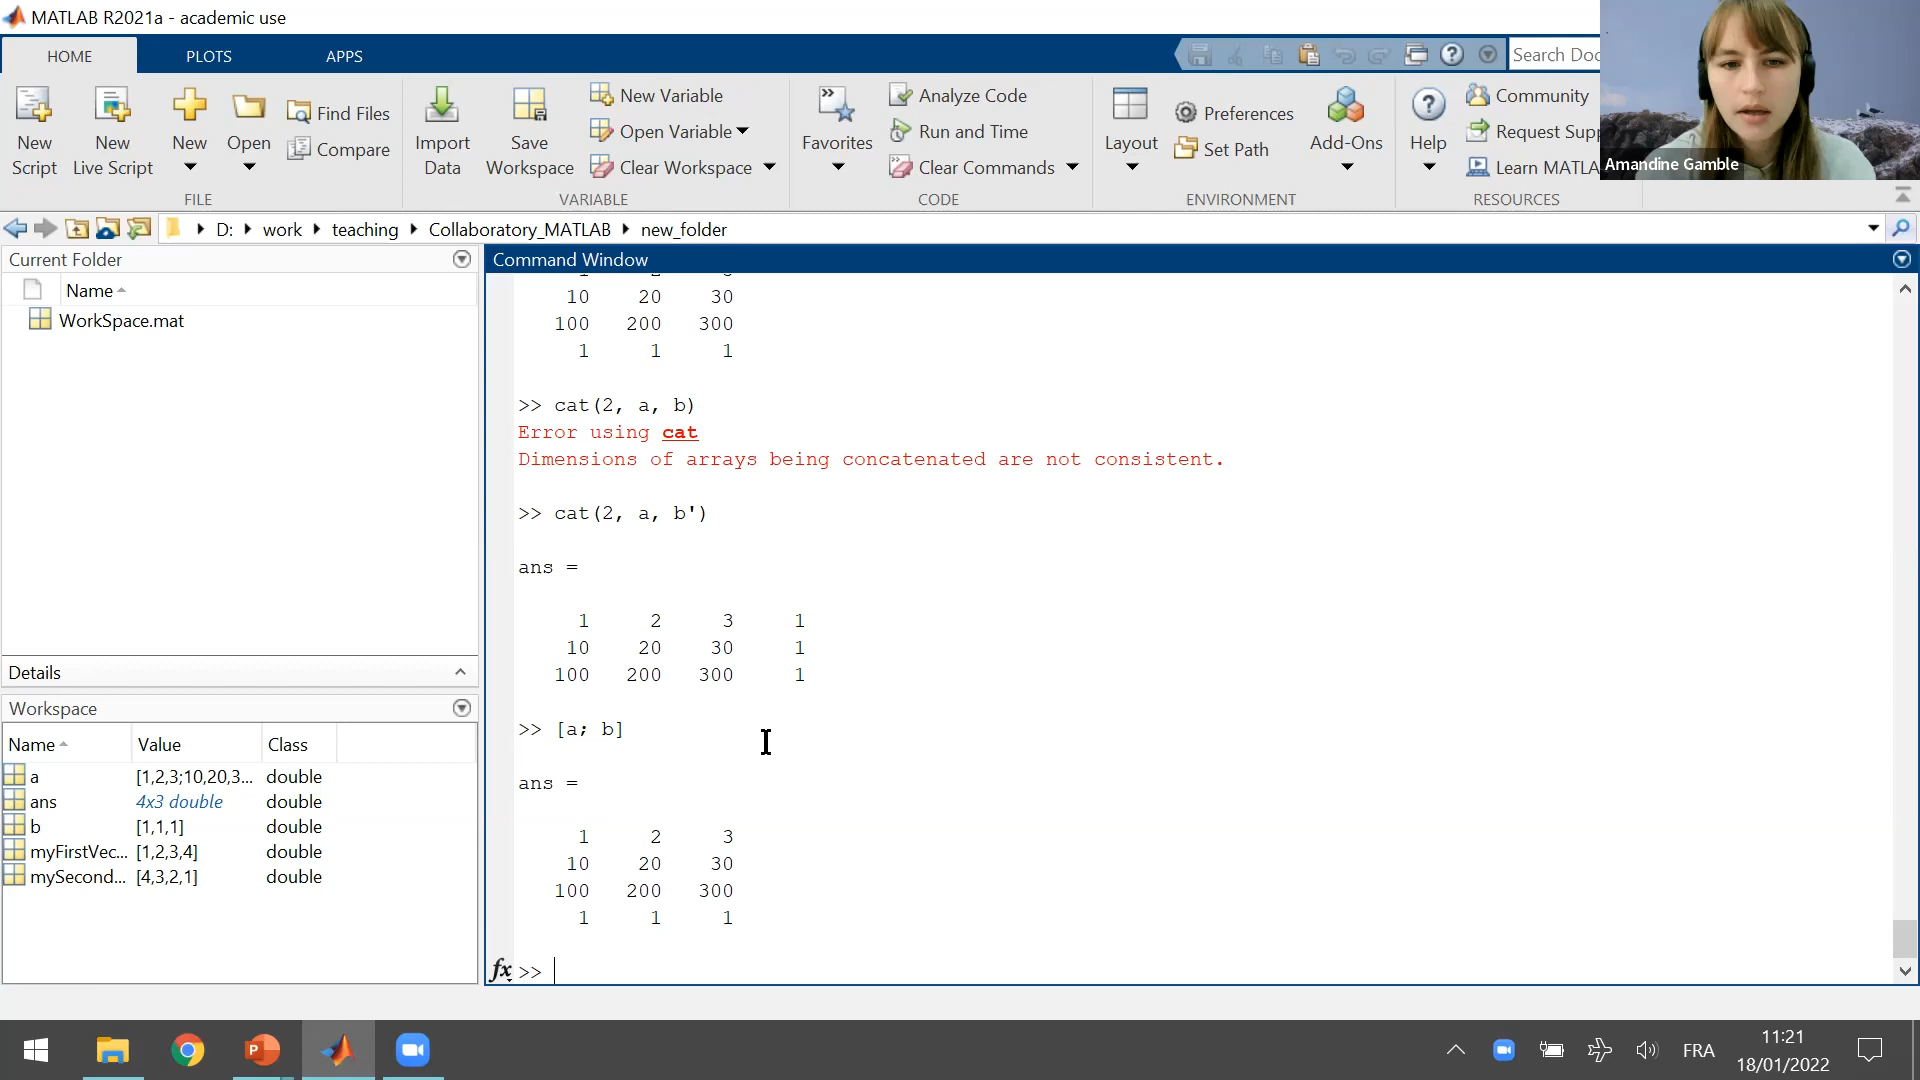 MATLAB R2021a - academic use
HOME PLOTS APPS
Search Doc
New Script
New Live Script
New
Open
Find Files
Compare
FILE
Import Data
Save Workspace
New Variable
Open Variable
Clear Workspace
VARIABLE
Favorites
Analyze Code
Run and Time
Clear Commands
CODE
Layout
Preferences
Set Path
Add-Ons
ENVIRONMENT
Help
Community
Request Supp
Learn MATLA
RESOURCES
Amandine Gamble
D: work teaching Collaboratory_MATLAB new_folder
Current Folder
Name
WorkSpace.mat
Details
Workspace
Name Value Class
a [1,2,3;10,20,3... double
ans 4x3 double double
b [1,1,1] double
myFirstVec... [1,2,3,4] double
mySecond... [4,3,2,1] double
Command Window
10 20 30
100 200 300
1 1 1
>> cat(2, a, b)
Error using cat
Dimensions of arrays being concatenated are not consistent.
>> cat(2, a, b')
ans =
1 2 3 1
10 20 30 1
100 200 300 1
>> [a; b]
ans =
1 2 3
10 20 30
100 200 300
1 1 1
fx >>
FRA
11:21
18/01/2022